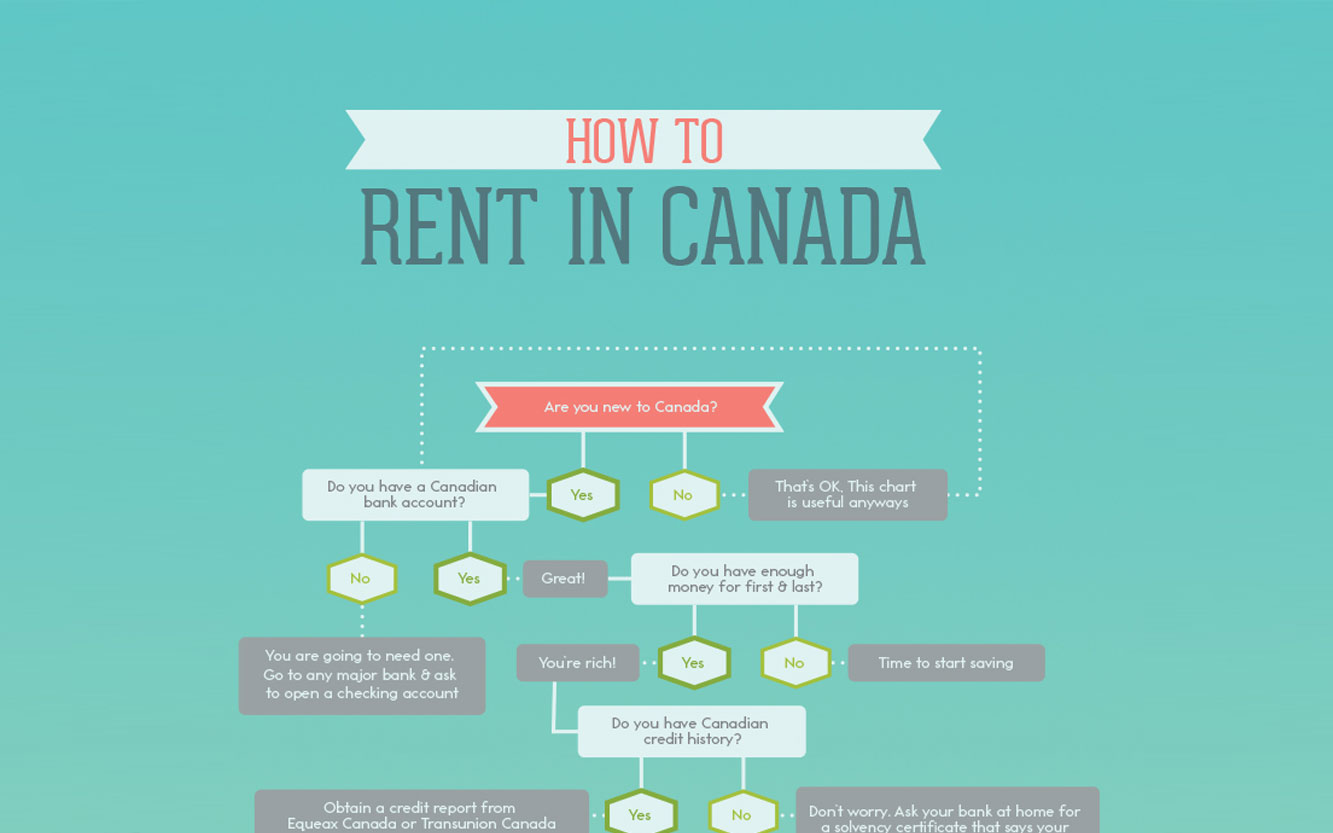 HOW TO
RENT IN CANADA
Are you new to Canada?
Do you have a Canadian
bank account?
Yes
No
That's OK. This chart
is useful anyways
No
Yes
Great!
Do you have enough
money for first & last?
You are going to need one.
Go to any major bank & ask
to open a checking account
You're rich!
Yes
No
Time to start saving
Do you have Canadian
credit history?
Obtain a credit report from
Equeax Canada or Transunion Canada
Yes
No
Don't worry. Ask your bank at home for
a solvency certificate that says your